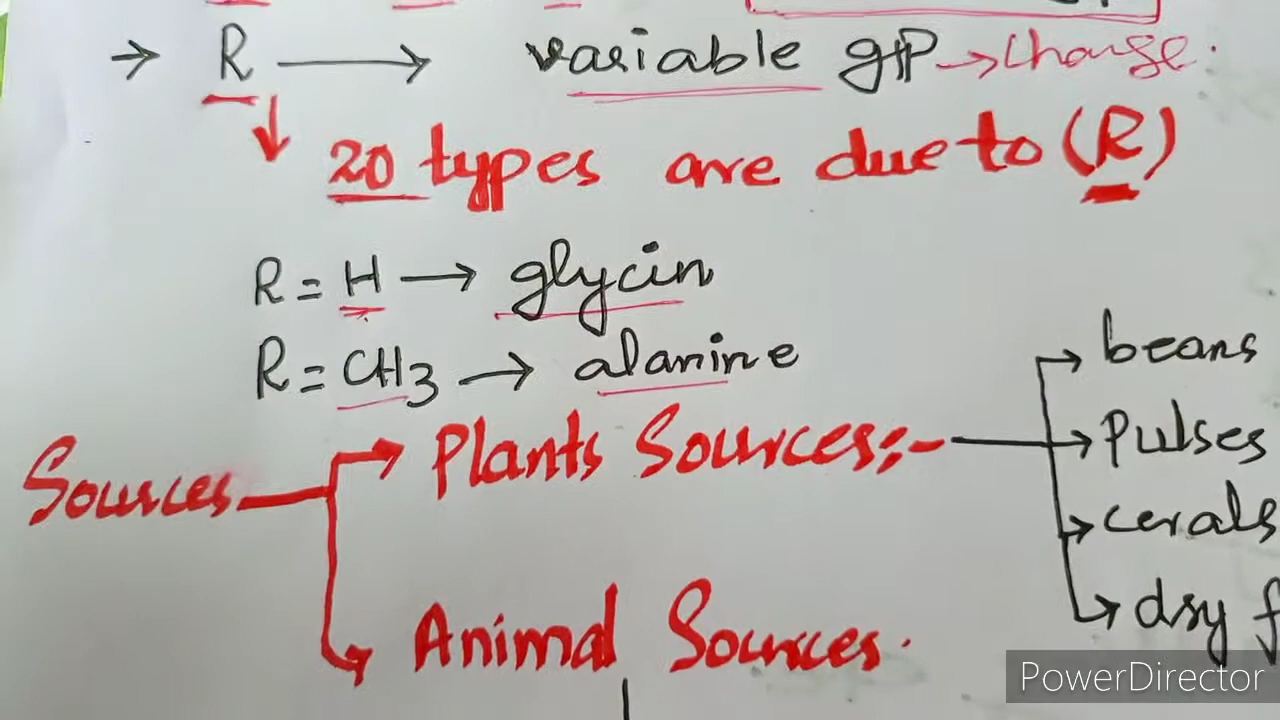 → R → variable grp → change.
↓ 20 types are due to (R)
R = H → glycin
R = CH3 → alanine
Sources
→ Plants Sources:-
→ beans
→ Pulses
→ cerals
→ dry f
→ Animal Sources.
PowerDirector